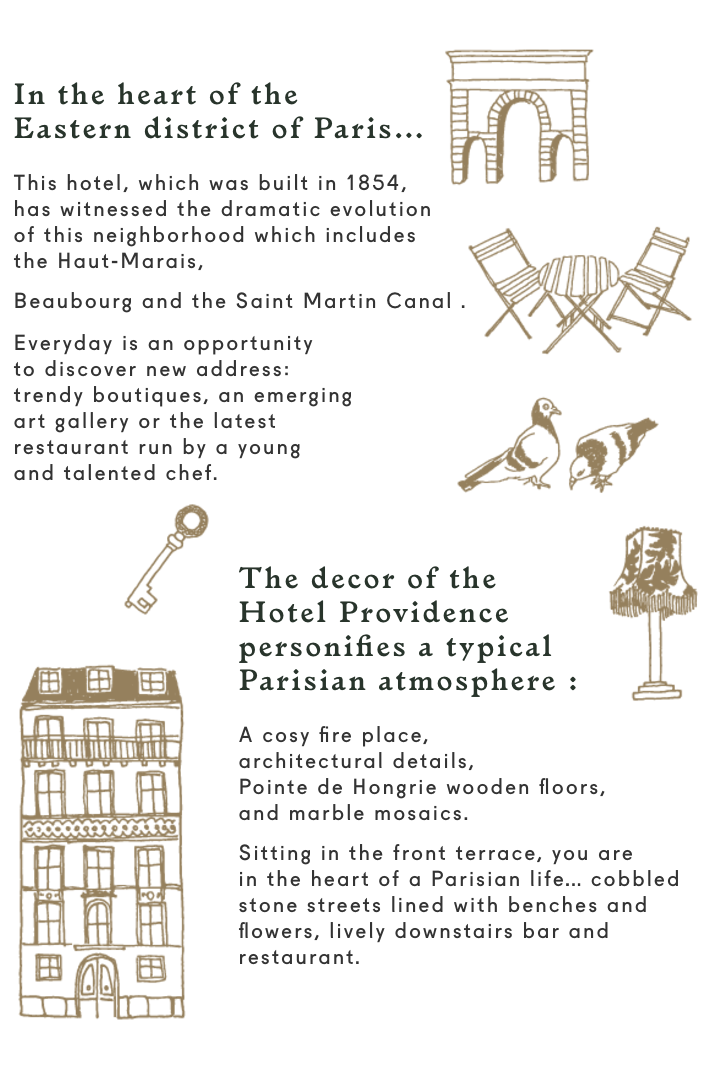 In the heart of the
Eastern district of Paris...
This hotel, which was built in 1854,
has witnessed the dramatic evolution
of this neighborhood which includes
the Haut-Marais,
Beaubourg and the Saint Martin Canal .
Everyday is an opportunity
to discover new address:
trendy boutiques, an emerging
art gallery or the latest
restaurant run by a young
and talented chef.
The decor of the
Hotel Providence
personifies a typical
Parisian atmosphere :
A cosy fire place,
architectural details,
Pointe de Hongrie wooden floors,
and marble mosaics.
Sitting in the front terrace, you are
in the heart of a Parisian life... cobbled
stone streets lined with benches and
flowers, lively downstairs bar and
restaurant.